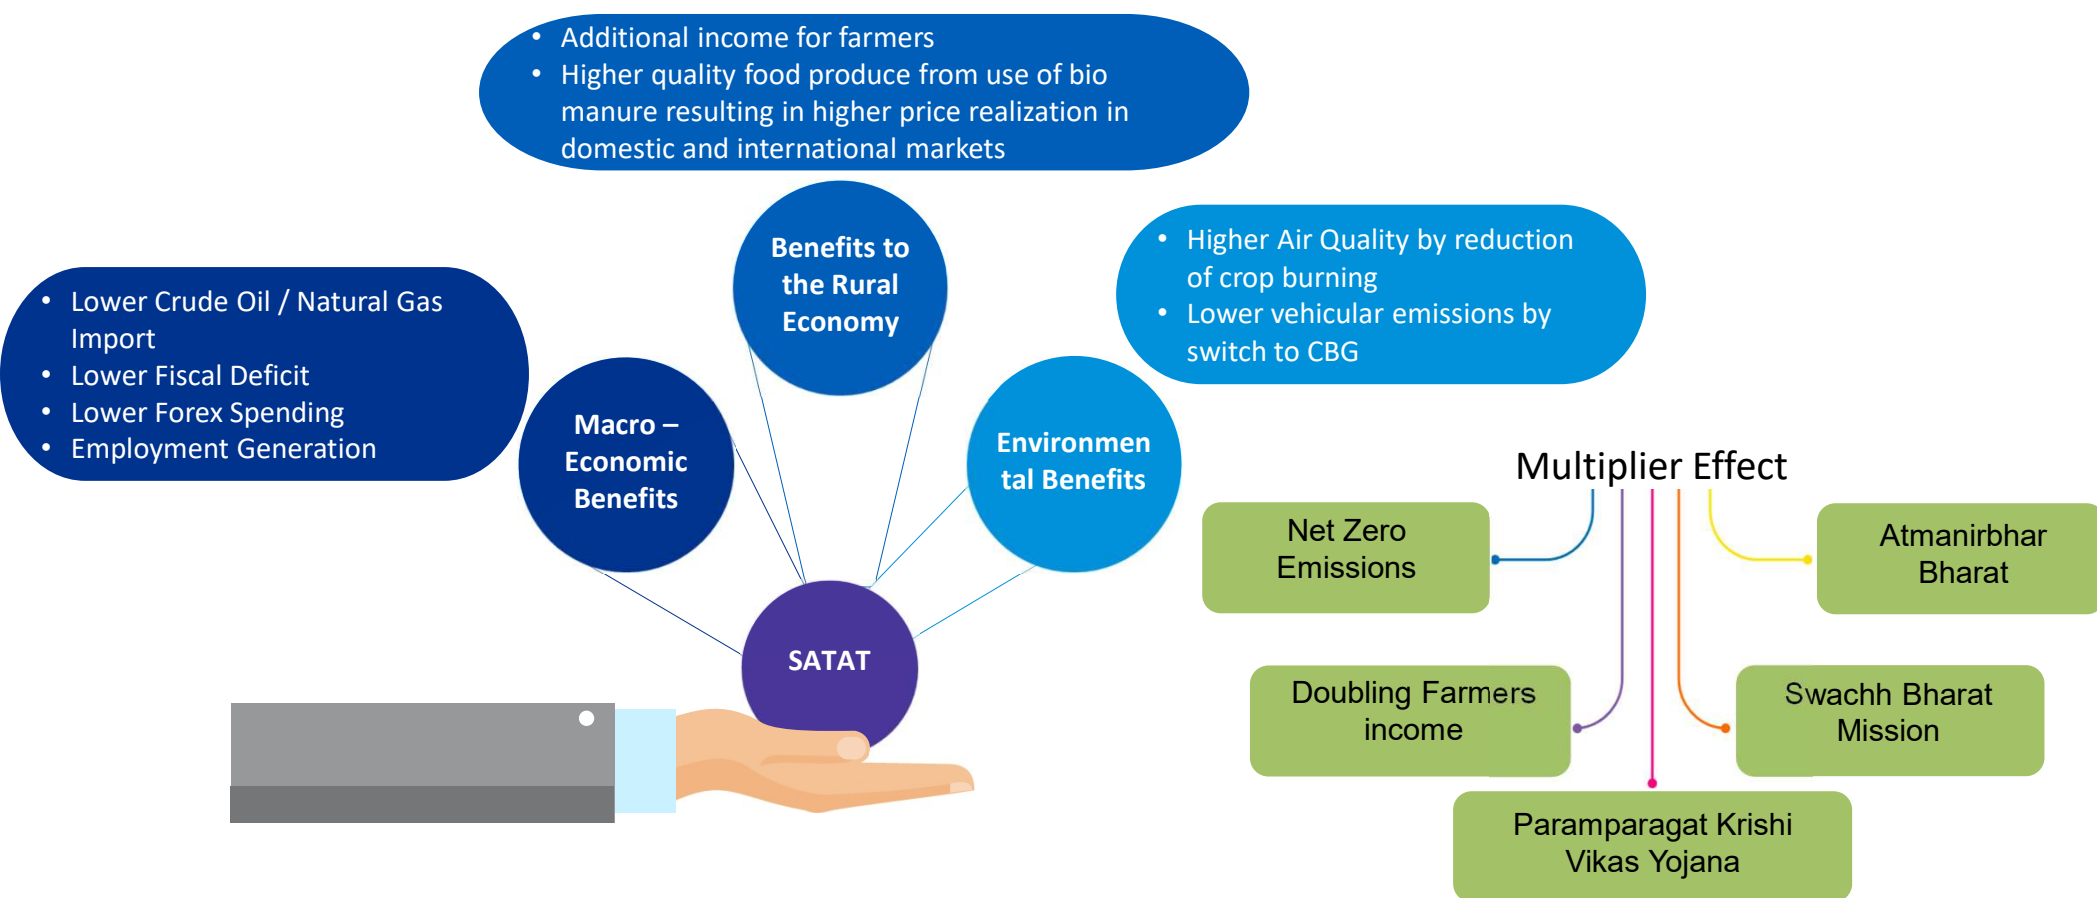 • Additional income for farmers
• Higher quality food produce from use of bio
manure resulting in higher price realization in
domestic and international markets
Benefits to
the Rural
Economy
• Higher Air Quality by reduction
of crop burning
• Lower vehicular emissions by
switch to CBG
• Lower Crude Oil / Natural Gas
Import
• Lower Fiscal Deficit
• Lower Forex Spending
• Employment Generation
Macro –
Economic
Benefits
Environmen
tal Benefits
SATAT
Multiplier Effect
Net Zero
Emissions
Atmanirbhar
Bharat
Doubling Farmers
income
Swachh Bharat
Mission
Paramparagat Krishi
Vikas Yojana